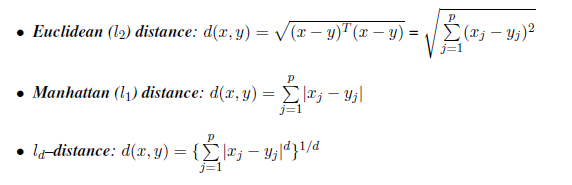 • Euclidean (l₂) distance: d(x, y) = √((x − y)ᵀ(x − y)) = √(∑_{j=1}^{p} (x_j − y_j)²)
• Manhattan (l₁) distance: d(x, y) = ∑_{j=1}^{p} |x_j − y_j|
• l_d–distance: d(x, y) = {∑_{j=1}^{p} |x_j − y_j|^d}^{1/d}